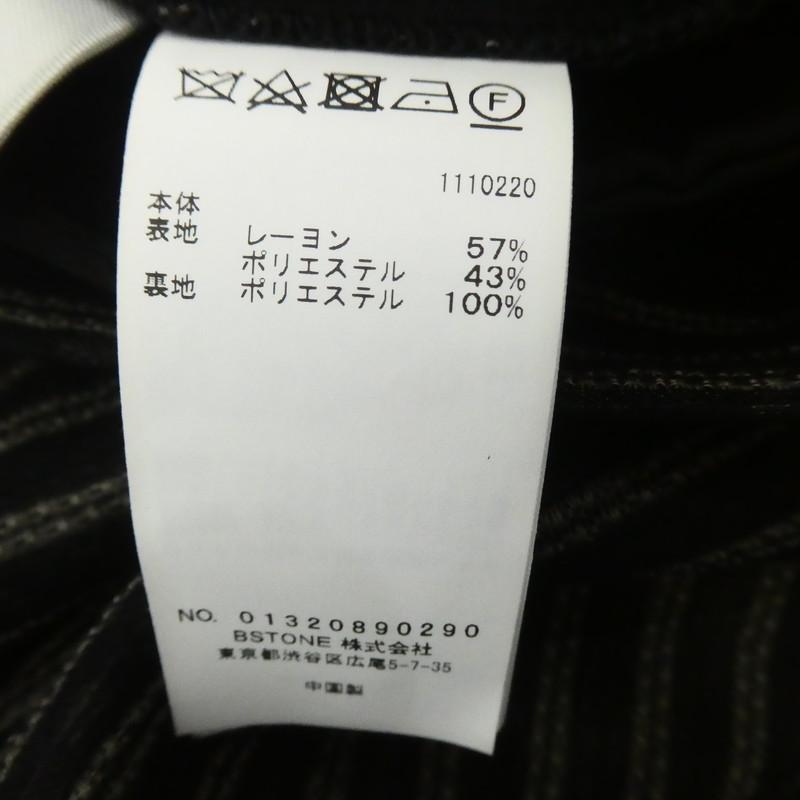 F
1110220
本体
表地 レーヨン 57%
ポリエステル 43%
裏地 ポリエステル 100%
NO. 01320890290
BSTONE 株式会社
東京都渋谷区広尾5-7-35
中国製